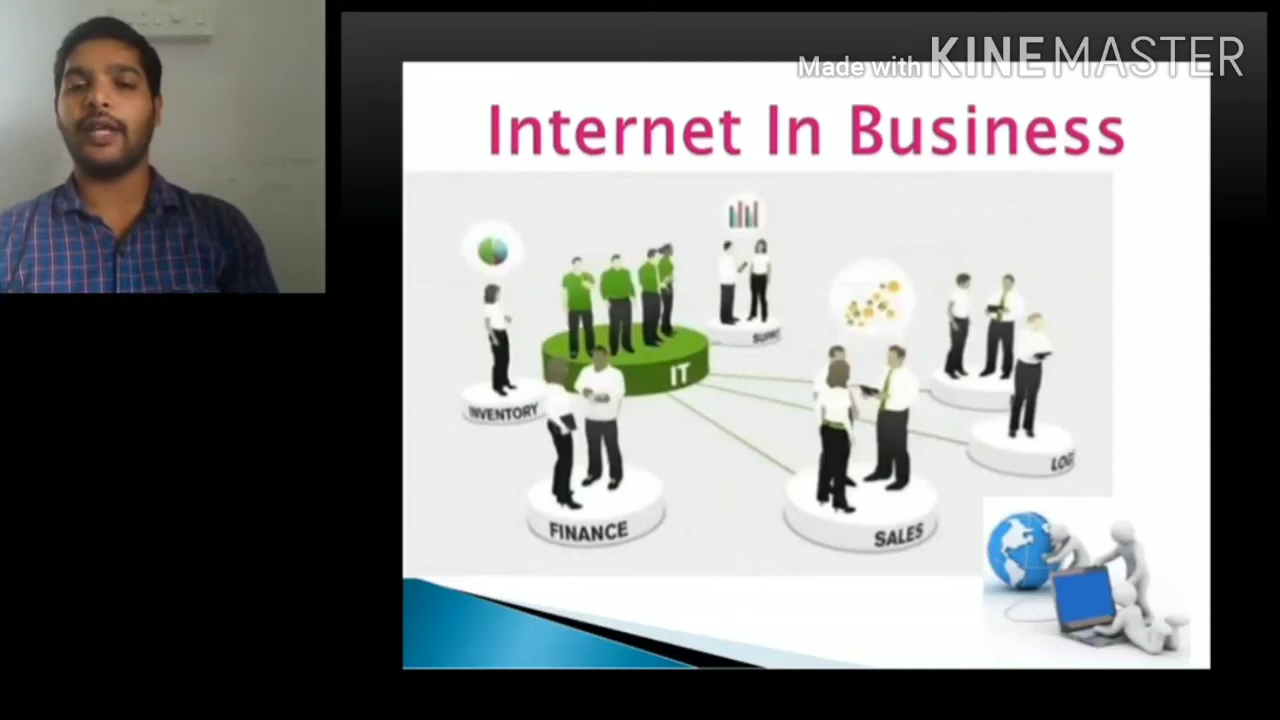 Made with KINEMASTER
Internet In Business
IT
INVENTORY
FINANCE
SALES